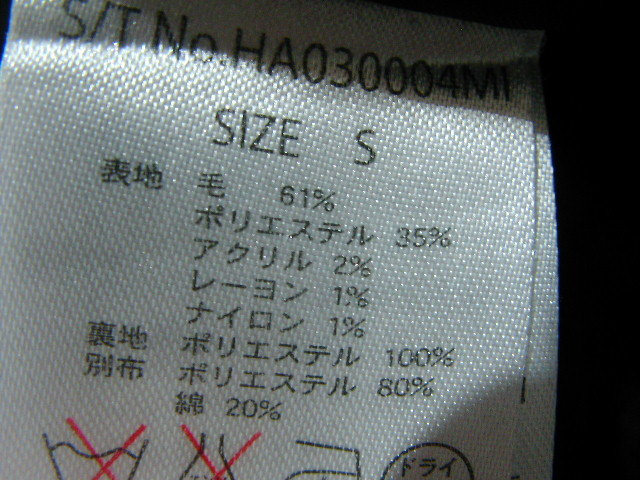 S/T No.HA030004MI
SIZE S
表地 毛 61%
ポリエステル 35%
アクリル 2%
レーヨン 1%
ナイロン 1%
裏地 ポリエステル 100%
別布 ポリエステル 80%
綿 20%
ドライ